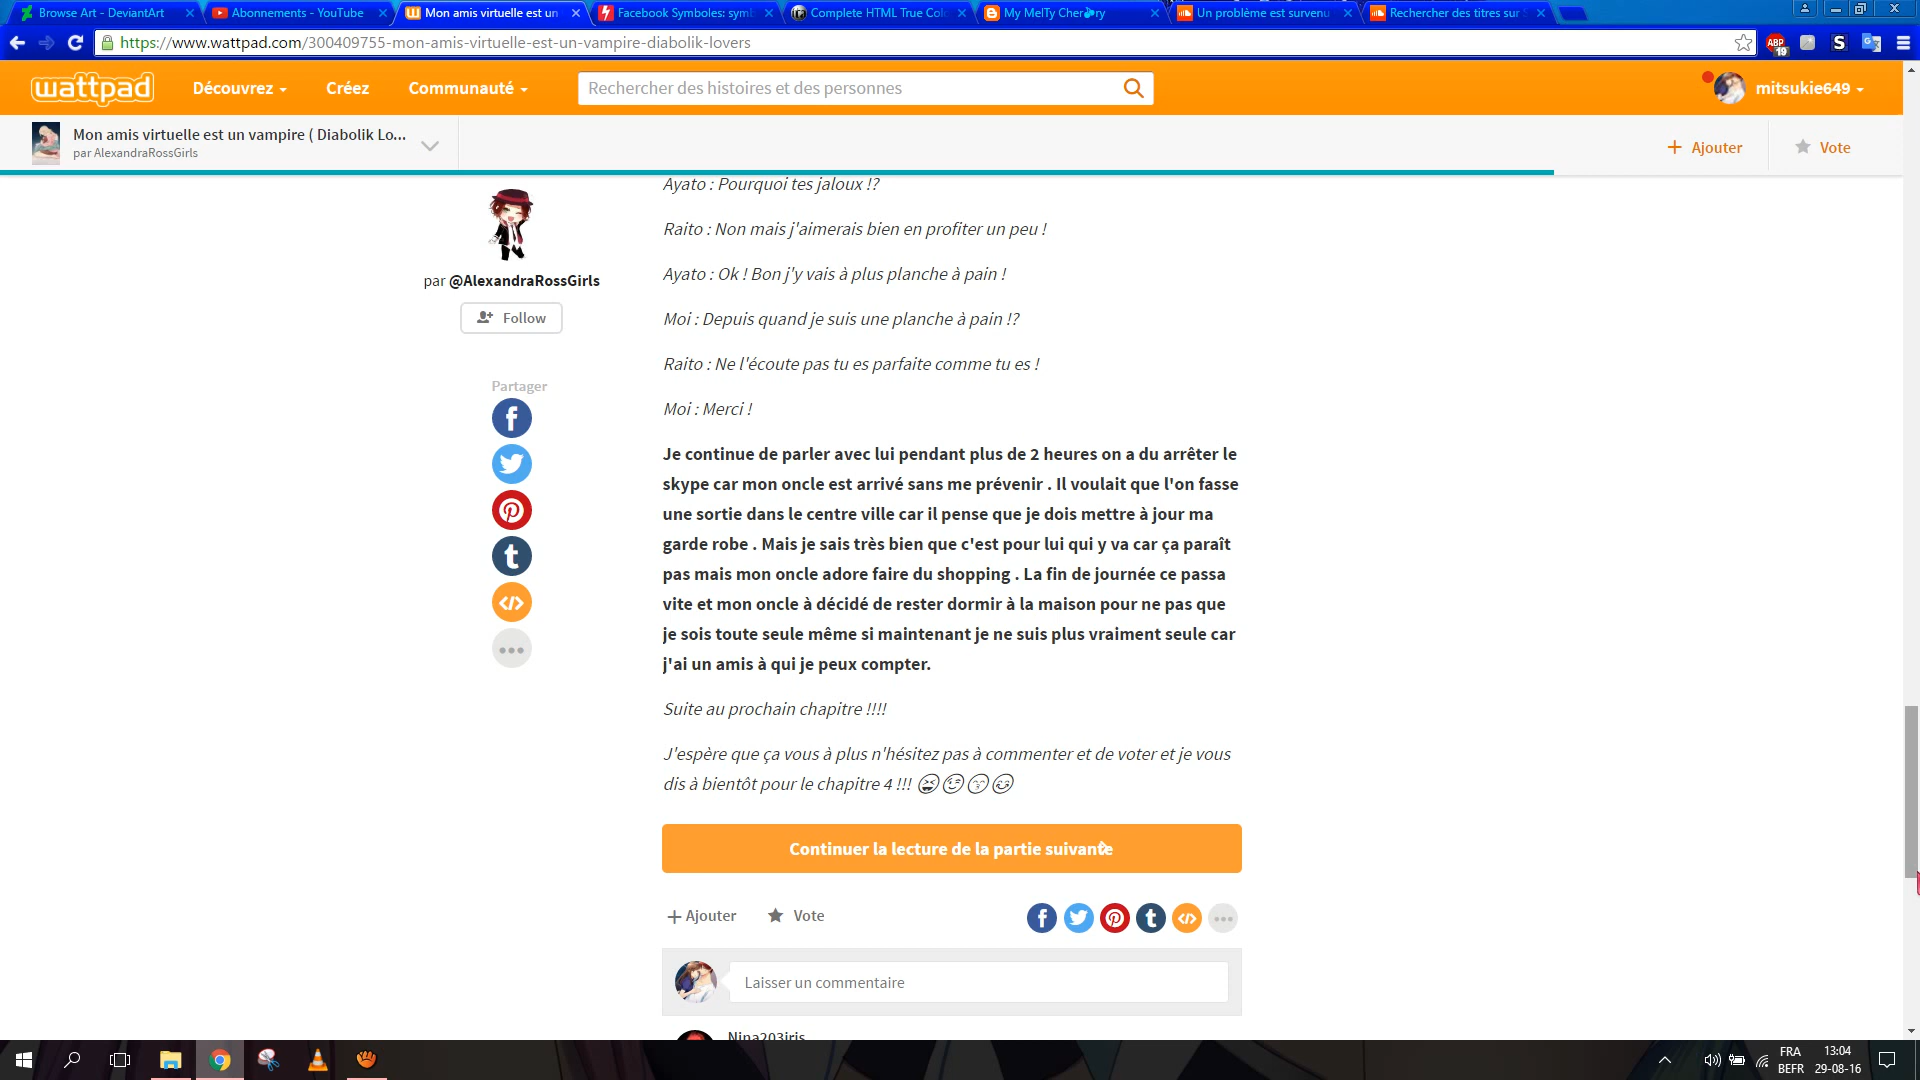 Browse Art - DeviantArt
Abonnements - YouTube
Mon amis virtuelle est un
Facebook Symboles: sym
Complete HTML True Colo
My MelTy Cher ry
Un problème est survenu
Rechercher des titres sur S
https://www.wattpad.com/300409755-mon-amis-virtuelle-est-un-vampire-diabolik-lovers
ABP
19
S
wattpad
Découvrez
Créez
Communauté
Rechercher des histoires et des personnes
mitsukie649
Mon amis virtuelle est un vampire ( Diabolik Lo...
par AlexandraRossGirls
+ Ajouter
Vote
par @AlexandraRossGirls
Follow
Partager
Ayato : Pourquoi tes jaloux !?
Raito : Non mais j'aimerais bien en profiter un peu !
Ayato : Ok ! Bon j'y vais à plus planche à pain !
Moi : Depuis quand je suis une planche à pain !?
Raito : Ne l'écoute pas tu es parfaite comme tu es !
Moi : Merci !
Je continue de parler avec lui pendant plus de 2 heures on a du arrêter le
skype car mon oncle est arrivé sans me prévenir . Il voulait que l'on fasse
une sortie dans le centre ville car il pense que je dois mettre à jour ma
garde robe . Mais je sais très bien que c'est pour lui qui y va car ça paraît
pas mais mon oncle adore faire du shopping . La fin de journée ce passa
vite et mon oncle à décidé de rester dormir à la maison pour ne pas que
je sois toute seule même si maintenant je ne suis plus vraiment seule car
j'ai un amis à qui je peux compter.
Suite au prochain chapitre !!!!
J'espère que ça vous à plus n'hésitez pas à commenter et de voter et je vous
dis à bientôt pour le chapitre 4 !!!
Continuer la lecture de la partie suivante
+ Ajouter
Vote
Laisser un commentaire
Nina203iris
FRA
BEFR
13:04
29-08-16